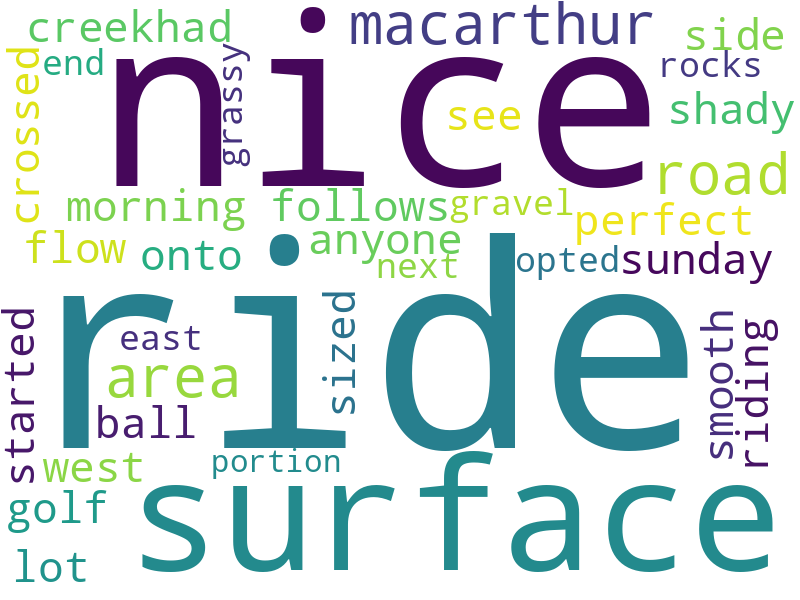 creekhad
macarthur
side
end
nice
rocks
crossed
grassy
see
shady
road
morning
follows
gravel
perfect
flow
onto
anyone
next
opted
sunday
ride
started
east
sized
smooth
riding
area
ball
west
portion
golf
surface
lot